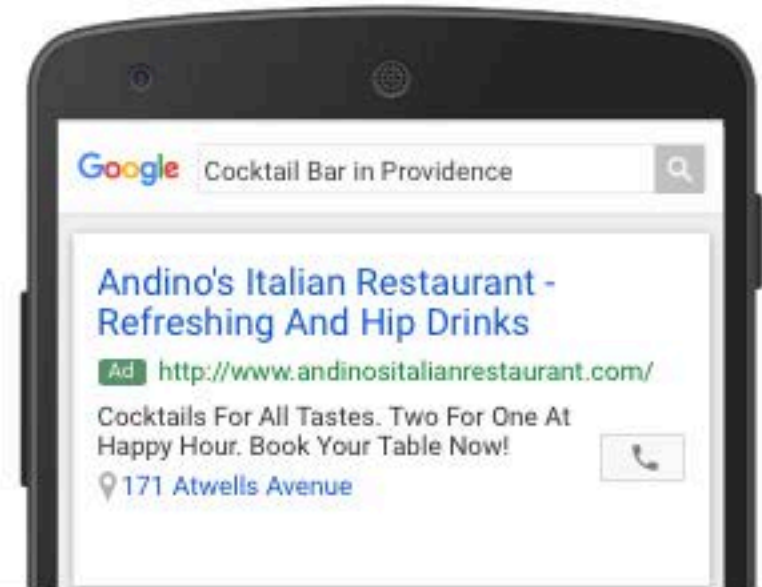 Google Cocktail Bar in Providence
Andino's Italian Restaurant -
Refreshing And Hip Drinks
Ad http://www.andinositalianrestaurant.com/
Cocktails For All Tastes. Two For One At
Happy Hour. Book Your Table Now!
171 Atwells Avenue